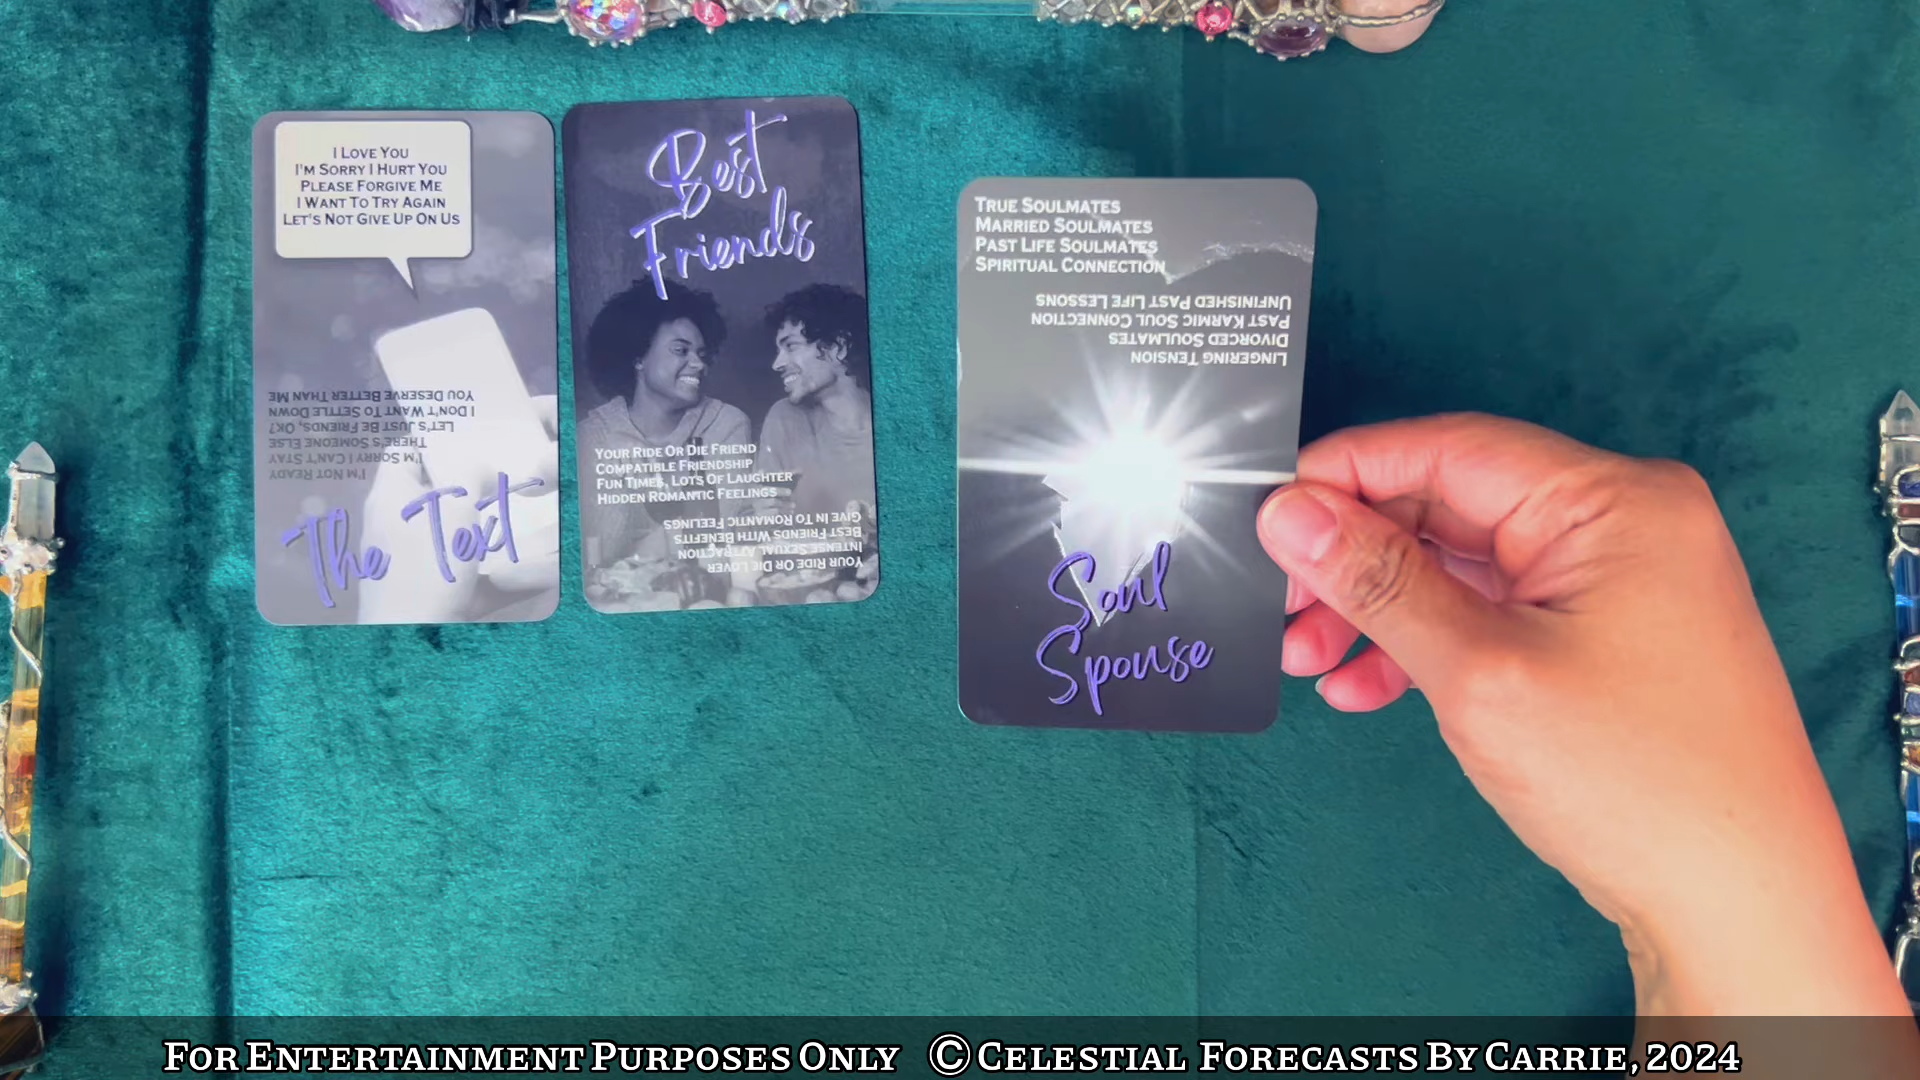 I LOVE YOU
I'M SORRY I HURT YOU
PLEASE FORGIVE ME
I WANT TO TRY AGAIN
LET'S NOT GIVE UP ON US
I'M NOT READY
I'M SORRY I CAN'T STAY
THERE'S SOMEONE ELSE
LET'S JUST BE FRIENDS, OK?
I DON'T WANT TO SETTLE DOWN
YOU DESERVE BETTER THAN ME
The Text
Best
Friends
YOUR RIDE OR DIE FRIEND
COMPATIBLE FRIENDSHIP
FUN TIMES, LOTS OF LAUGHTER
HIDDEN ROMANTIC FEELINGS
YOUR RIDE OR DIE LOVER
INTENSE SEXUAL ATTRACTION
BEST FRIENDS WITH BENEFITS
GIVE IN TO ROMANTIC FEELINGS
TRUE SOULMATES
MARRIED SOULMATES
PAST LIFE SOULMATES
SPIRITUAL CONNECTION
LINGERING TENSION
DIVORCED SOULMATES
PAST KARMIC SOUL CONNECTION
UNFINISHED PAST LIFE LESSONS
Soul
Spouse
FOR ENTERTAINMENT PURPOSES ONLY © CELESTIAL FORECASTS BY CARRIE, 2024